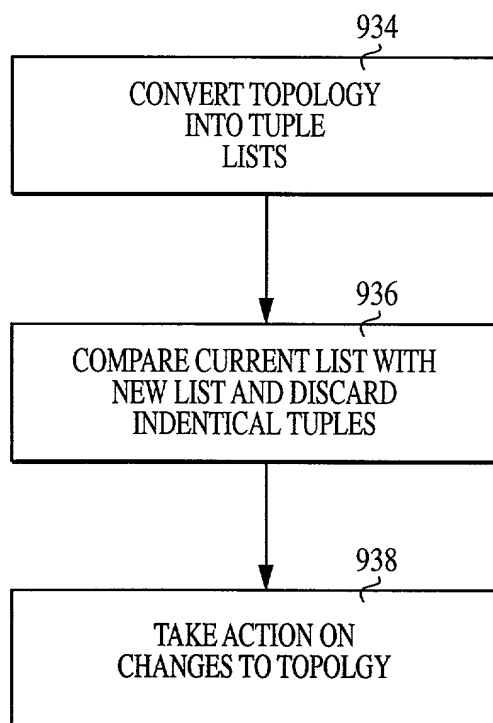 934
CONVERT TOPOLOGY
INTO TUPLE
LISTS
936
COMPARE CURRENT LIST WITH
NEW LIST AND DISCARD
INDENTICAL TUPLES
938
TAKE ACTION ON
CHANGES TO TOPOLGY